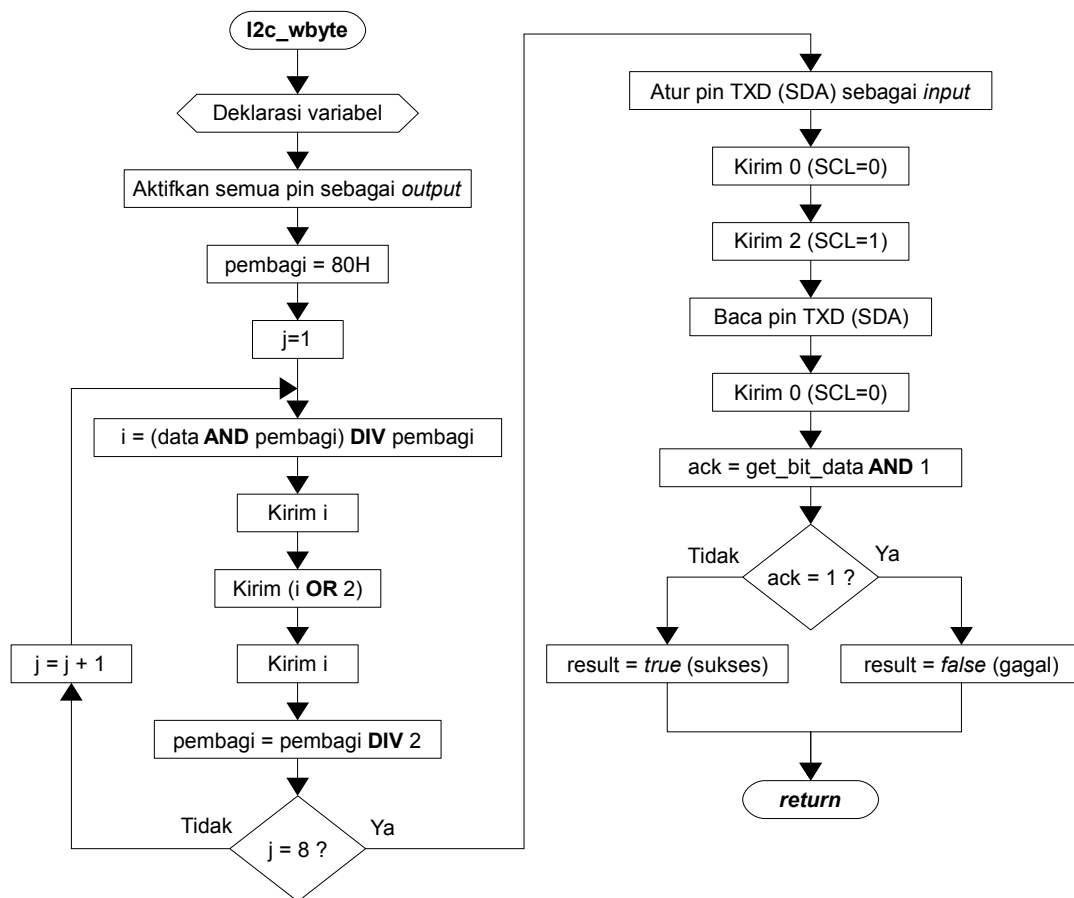 I2c_wbyte
Deklarasi variabel
Aktifkan semua pin sebagai output
pembagi = 80H
j=1
i = (data AND pembagi) DIV pembagi
Kirim i
Kirim (i OR 2)
Kirim i
j = j + 1
pembagi = pembagi DIV 2
Tidak
Ya
j = 8 ?
Atur pin TXD (SDA) sebagai input
Kirim 0 (SCL=0)
Kirim 2 (SCL=1)
Baca pin TXD (SDA)
Kirim 0 (SCL=0)
ack = get_bit_data AND 1
Tidak
Ya
ack = 1 ?
result = true (sukses)
result = false (gagal)
return